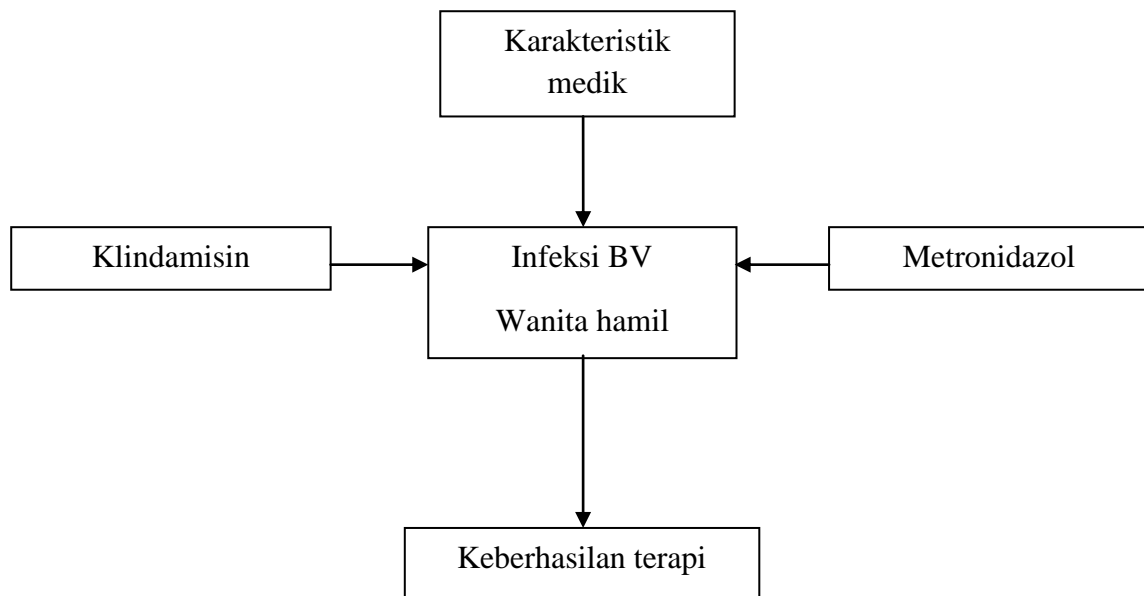 Karakteristik
medik
Klindamisin
Infeksi BV
Wanita hamil
Metronidazol
Keberhasilan terapi